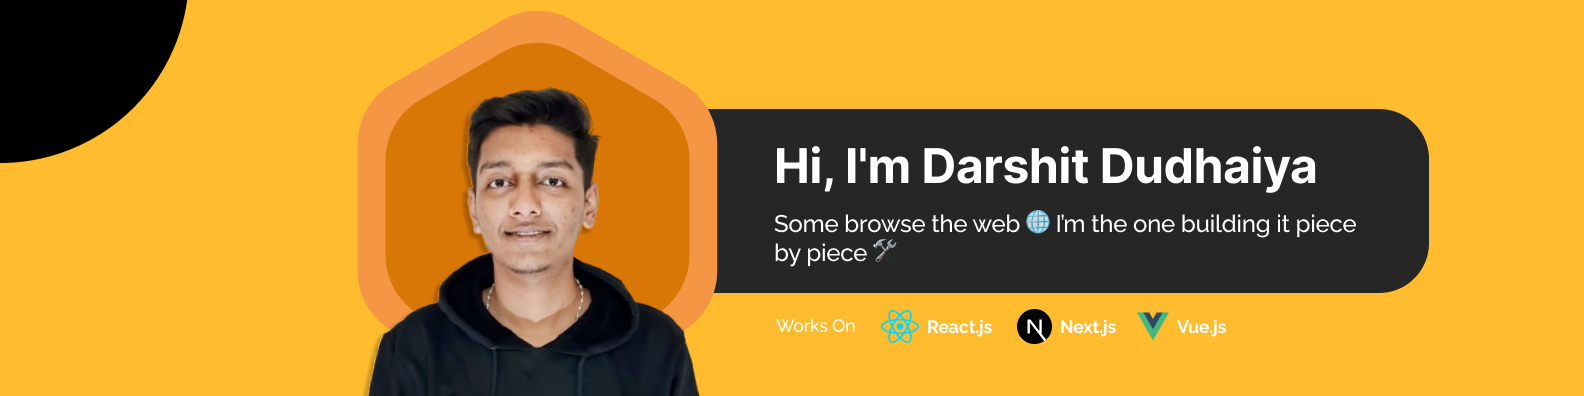 Hi, I'm Darshit Dudhaiya
Some browse the web 🌐 I'm the one building it piece
by piece 🛠️
Works On React.js Next.js Vue.js